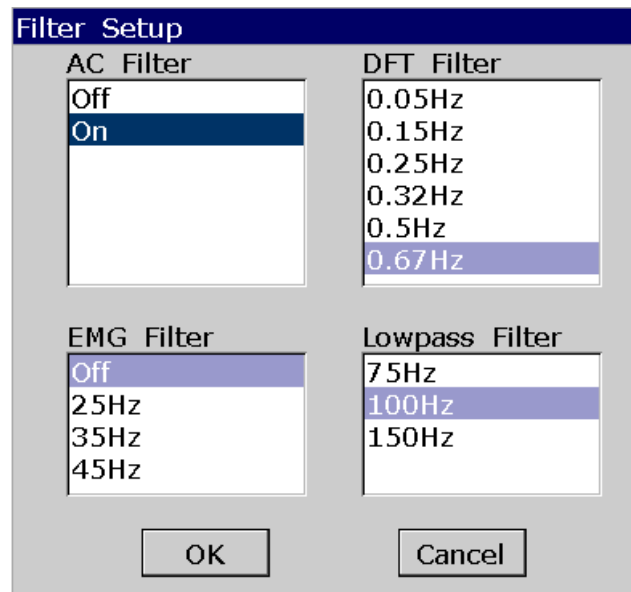 Filter Setup
AC Filter
Off
On
DFT Filter
0.05Hz
0.15Hz
0.25Hz
0.32Hz
0.5Hz
0.67Hz
EMG Filter
Off
25Hz
35Hz
45Hz
Lowpass Filter
75Hz
100Hz
150Hz
OK
Cancel